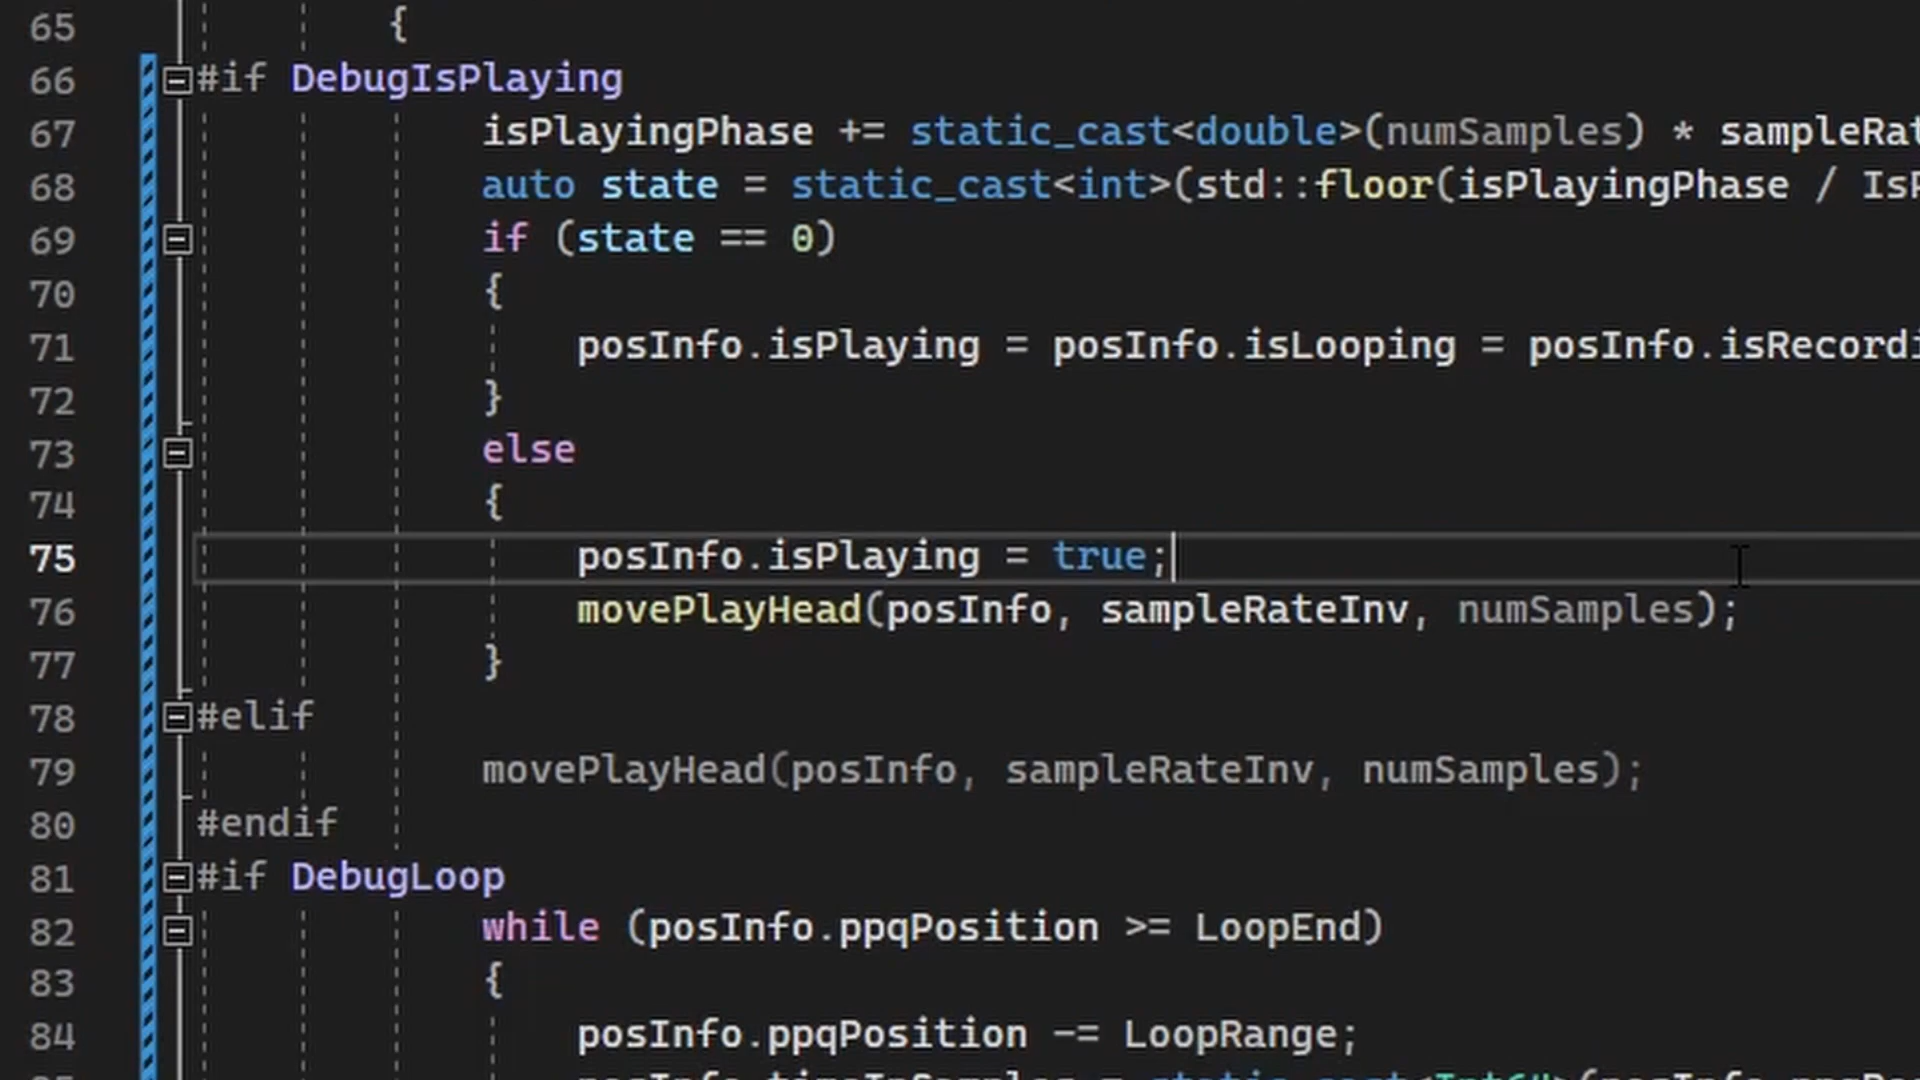 65 {
66 #if DebugIsPlaying
67 isPlayingPhase += static_cast<double>(numSamples) * sampleRat
68 auto state = static_cast<int>(std::floor(isPlayingPhase / IsP
69 if (state == 0)
70 {
71 posInfo.isPlaying = posInfo.isLooping = posInfo.isRecordi
72 }
73 else
74 {
75 posInfo.isPlaying = true;
76 movePlayHead(posInfo, sampleRateInv, numSamples);
77 }
78 #elif
79 movePlayHead(posInfo, sampleRateInv, numSamples);
80 #endif
81 #if DebugLoop
82 while (posInfo.ppqPosition >= LoopEnd)
83 {
84 posInfo.ppqPosition -= LoopRange;